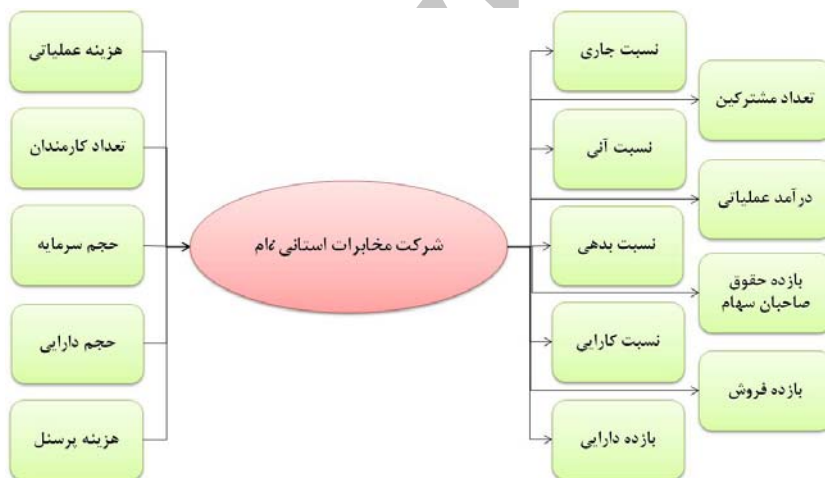 هزینه عملیاتی
تعداد کارمندان
حجم سرمایه
حجم دارایی
هزینه پرسنل
شرکت مخابرات استانی iام
نسبت جاری
تعداد مشترکین
نسبت آنی
درآمد عملیاتی
نسبت بدهی
بازده حقوق
صاحبان سهام
نسبت کارایی
بازده فروش
بازده دارایی